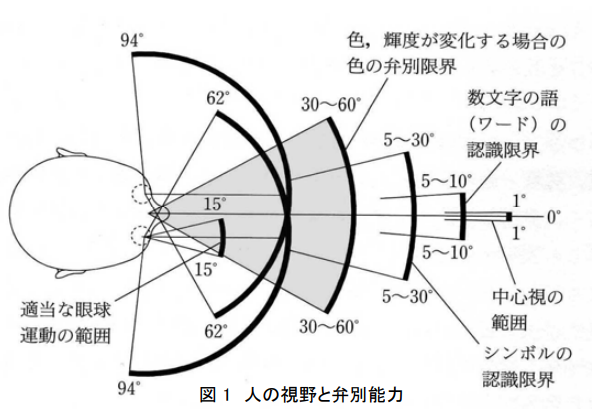 94°
色，輝度が変化する場合の
色の弁別限界
62°
30～60°
数文字の語
（ワード）の
認識限界
5～30°
5～10°
15°
1°
0°
1°
15°
5～10°
適当な眼球
運動の範囲
中心視の
範囲
5～30°
62°
30～60°
シンボルの
認識限界
94°
図1 人の視野と弁別能力